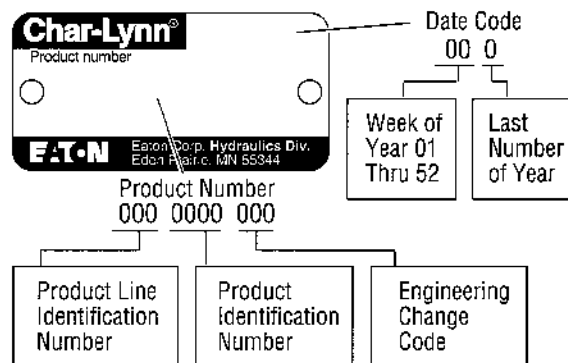 Char-Lynn®
Product number
EATON Eaton Corp. Hydraulics Div.
Eden Prairie, MN 55344
Date Code
00 0
Week of
Year 01
Thru 52
Last
Number
of Year
Product Number
000 0000 000
Product Line
Identification
Number
Product
Identification
Number
Engineering
Change
Code